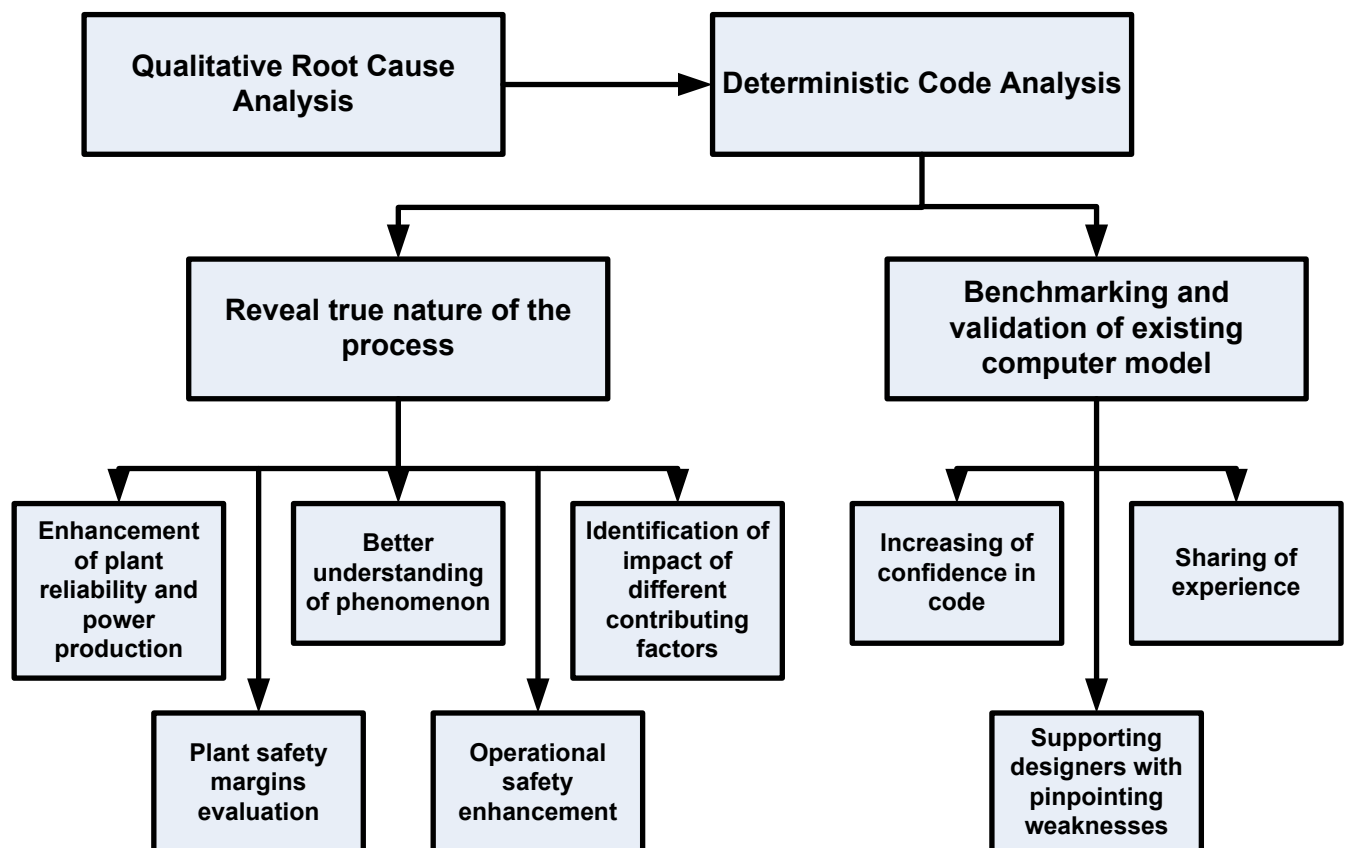 Qualitative Root Cause
Analysis
Deterministic Code Analysis
Reveal true nature of the
process
Benchmarking and
validation of existing
computer model
Enhancement
of plant
reliability and
power
production
Better
understanding
of phenomenon
Identification of
impact of
different
contributing
factors
Increasing of
confidence in
code
Sharing of
experience
Plant safety
margins
evaluation
Operational
safety
enhancement
Supporting
designers with
pinpointing
weaknesses